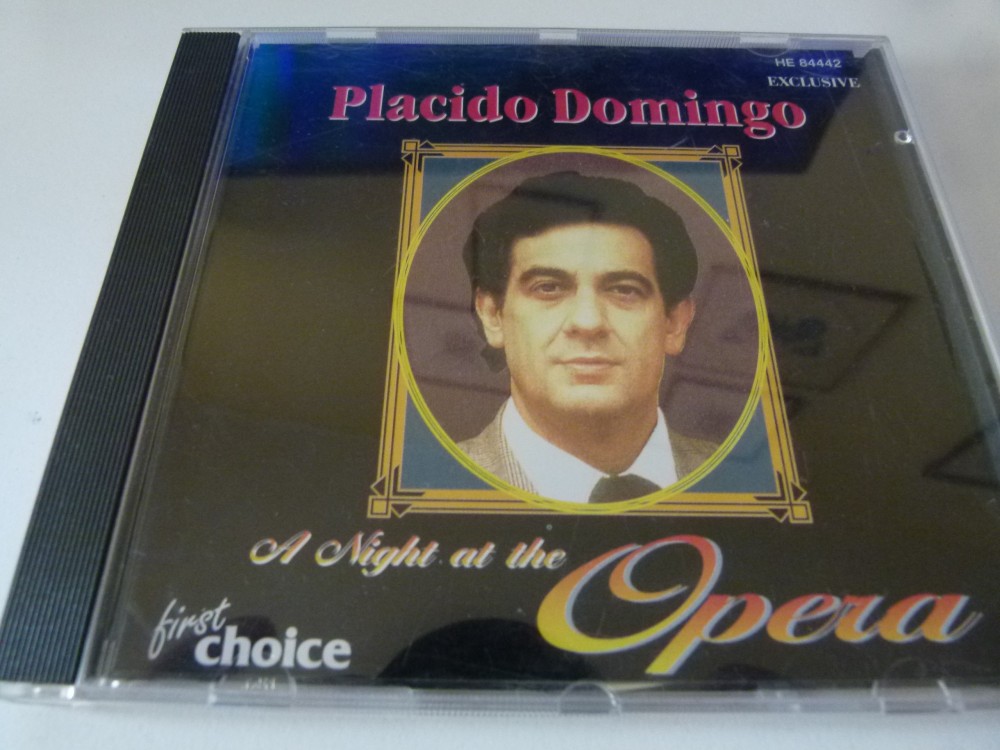 HE 84442
EXCLUSIVE
Placido Domingo
A Night at the Opera
first
choice